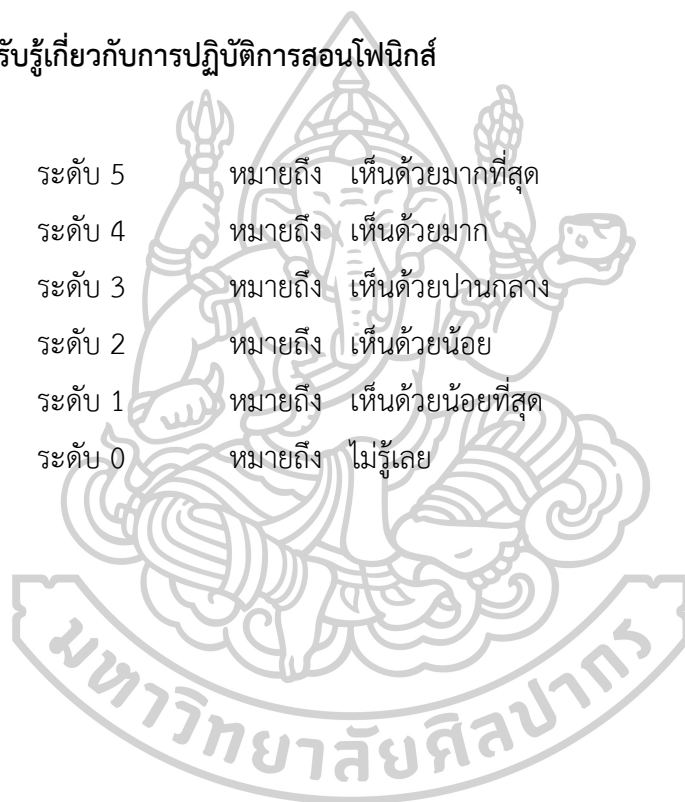 รับรู้เกี่ยวกับการปฏิบัติการสอนโฟนิกส์
ระดับ 5 หมายถึง เห็นด้วยมากที่สุด
ระดับ 4 หมายถึง เห็นด้วยมาก
ระดับ 3 หมายถึง เห็นด้วยปานกลาง
ระดับ 2 หมายถึง เห็นด้วยน้อย
ระดับ 1 หมายถึง เห็นด้วยน้อยที่สุด
ระดับ 0 หมายถึง ไม่รู้เลย
มหาวิทยาลัยศิลปากร